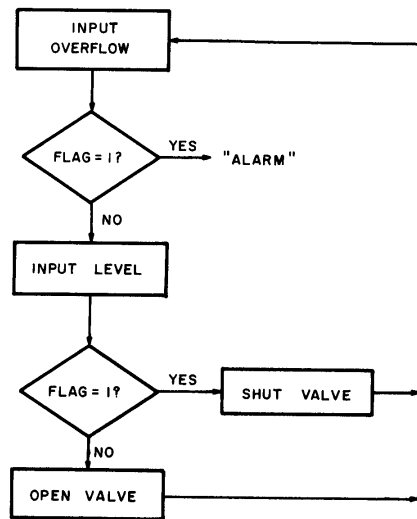 INPUT
OVERFLOW
FLAG = 1?
YES
"ALARM"
NO
INPUT LEVEL
FLAG = 1?
YES
SHUT VALVE
NO
OPEN VALVE